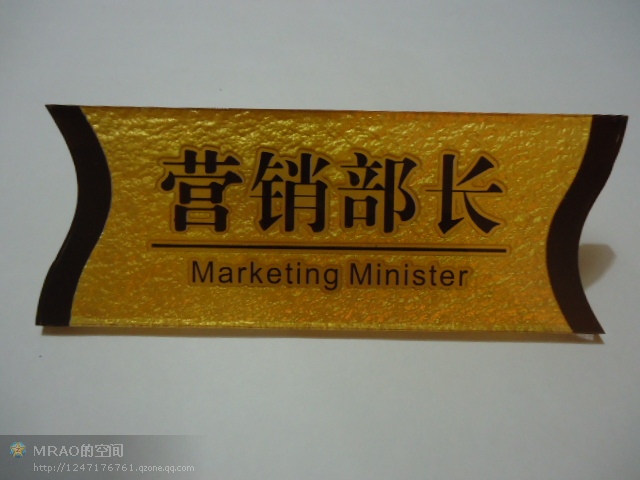 营销部长
Marketing Minister
MRAO的空间
http://1247176761.qzone.qq.com